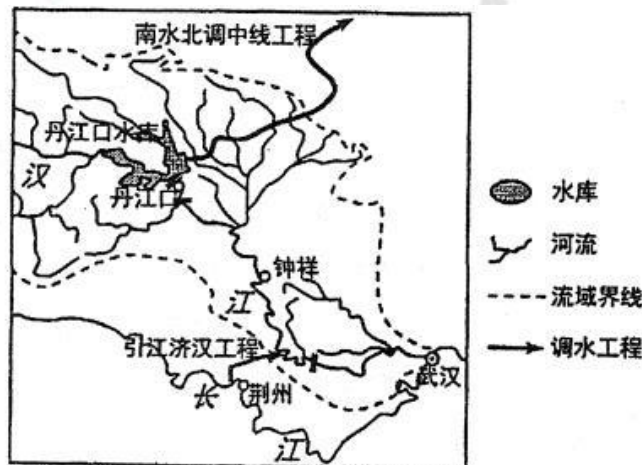 南水北调中线工程
丹江口水库
汉
丹江口
钟祥
江
引江济汉工程
武汉
荆州
长
江
水库
河流
流域界线
调水工程